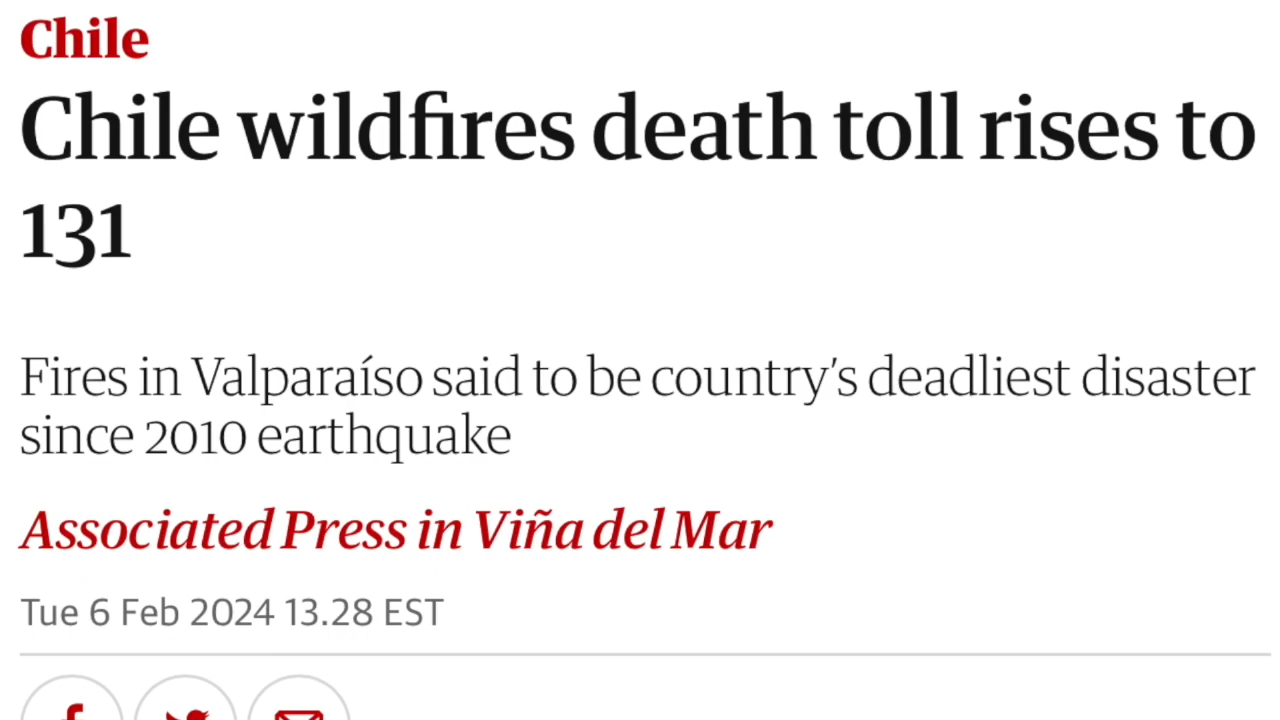 Chile
Chile wildfires death toll rises to
131
Fires in Valparaíso said to be country’s deadliest disaster
since 2010 earthquake
Associated Press in Viña del Mar
Tue 6 Feb 2024 13.28 EST